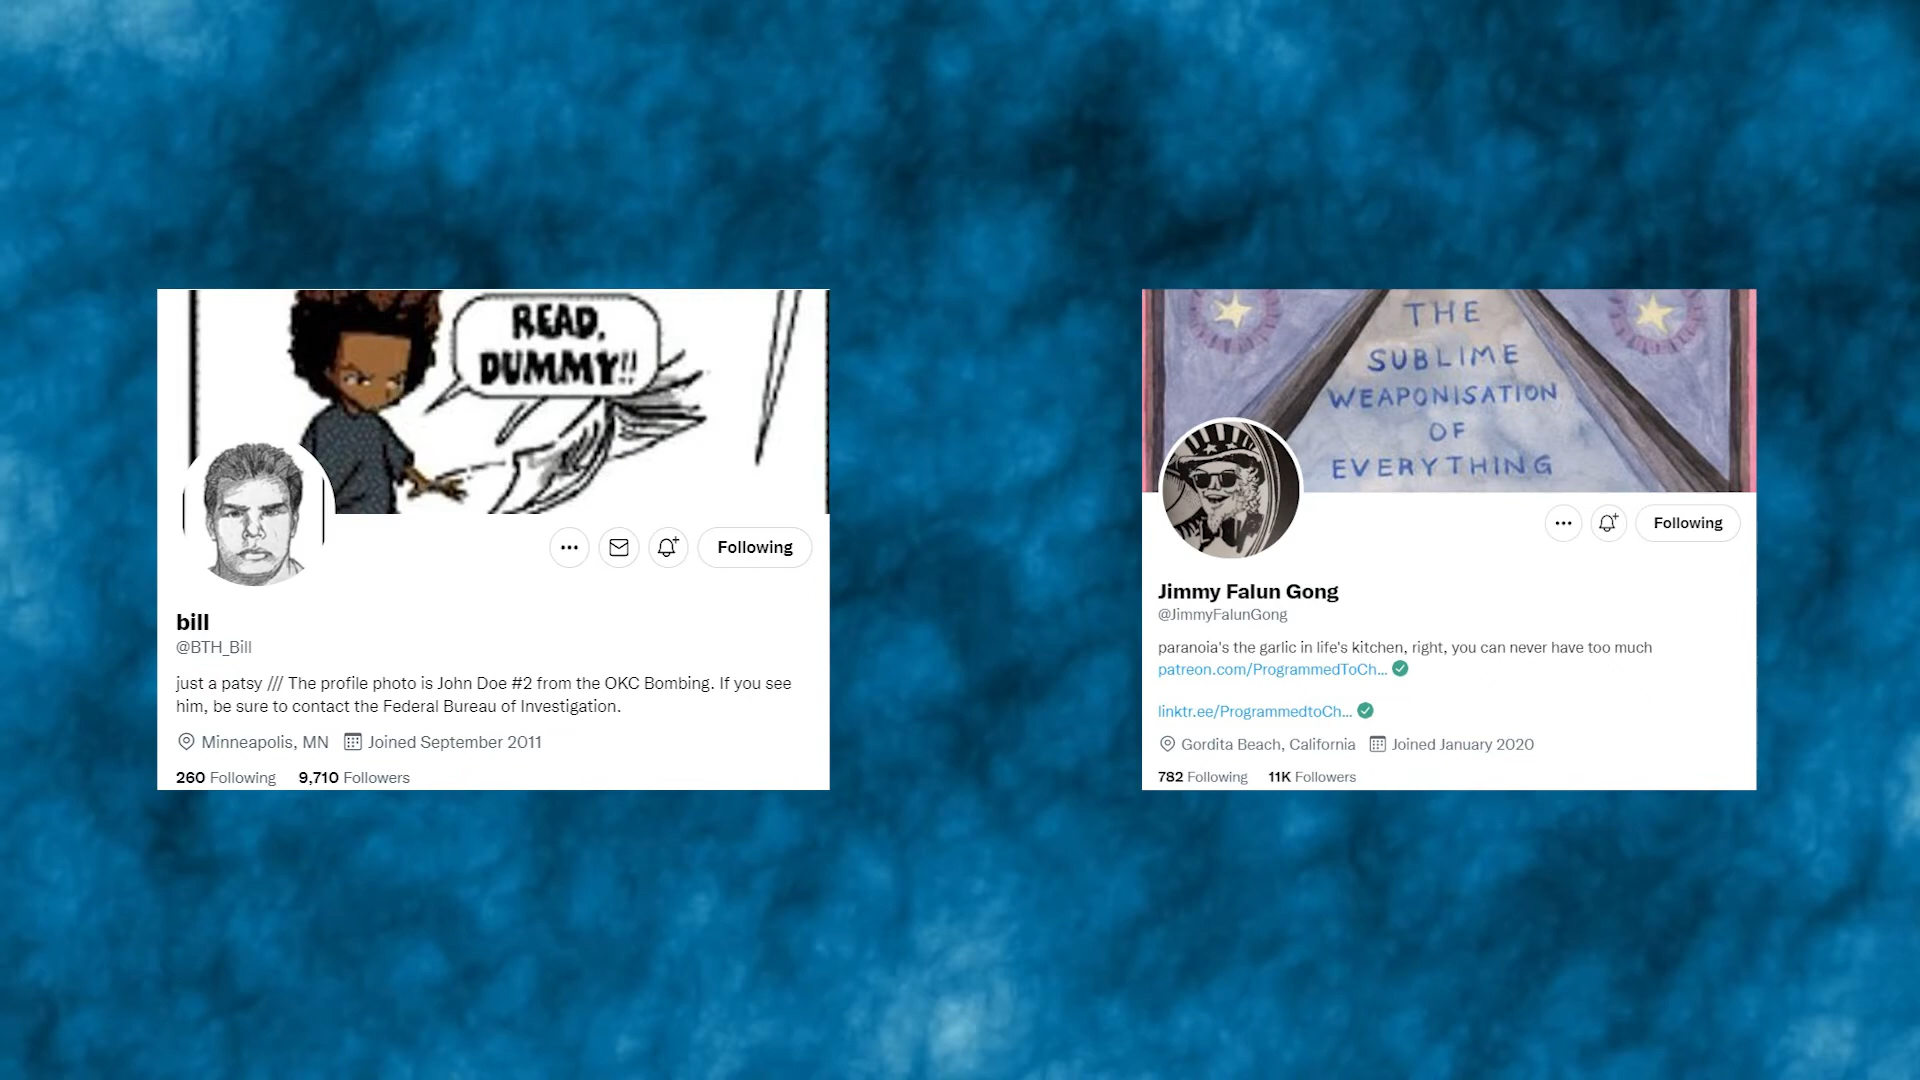 READ,
DUMMY!!
Following
bill
@BTH_Bill
just a patsy /// The profile photo is John Doe #2 from the OKC Bombing. If you see
him, be sure to contact the Federal Bureau of Investigation.
Minneapolis, MN Joined September 2011
260 Following 9,710 Followers
THE
SUBLIME
WEAPONISATION
OF
EVERYTHING
Following
Jimmy Falun Gong
@JimmyFalunGong
paranoia's the garlic in life's kitchen, right, you can never have too much
patreon.com/ProgrammedToCh...
linktr.ee/ProgrammedtoCh...
Gordita Beach, California Joined January 2020
782 Following 11K Followers